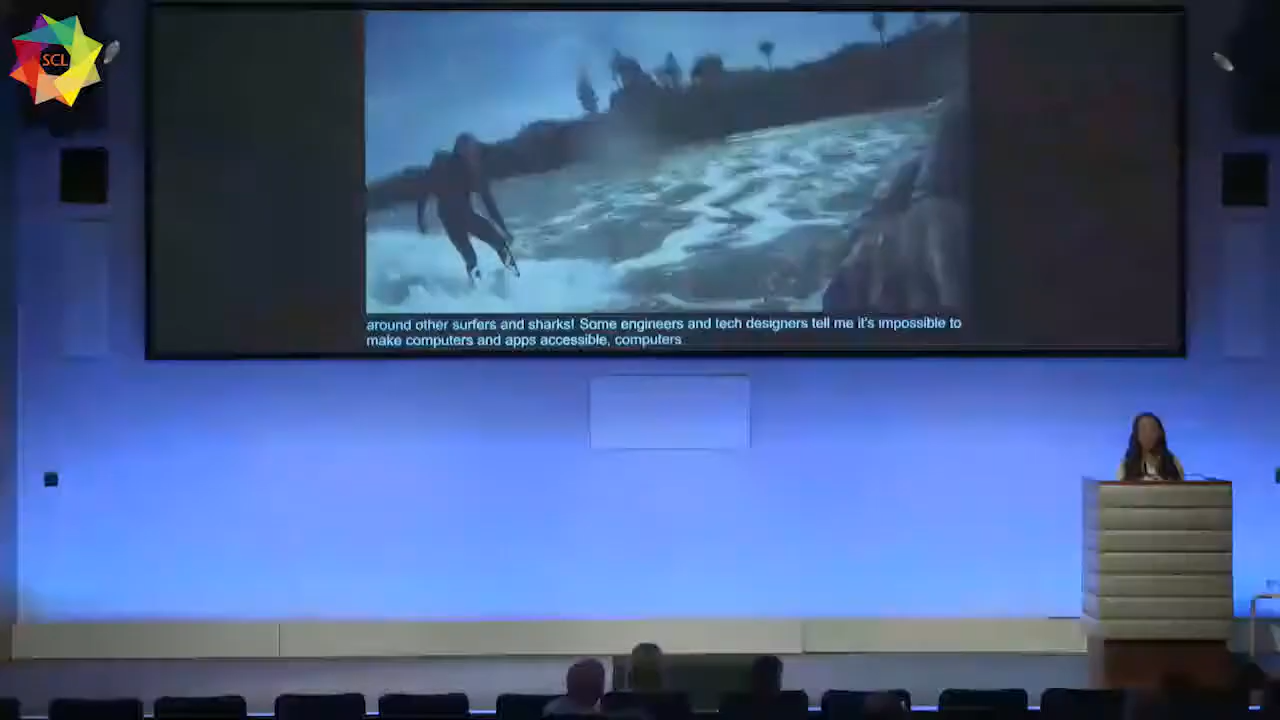 SCL
around other surfers and sharks! Some engineers and tech designers tell me it's impossible to
make computers and apps accessible, computers